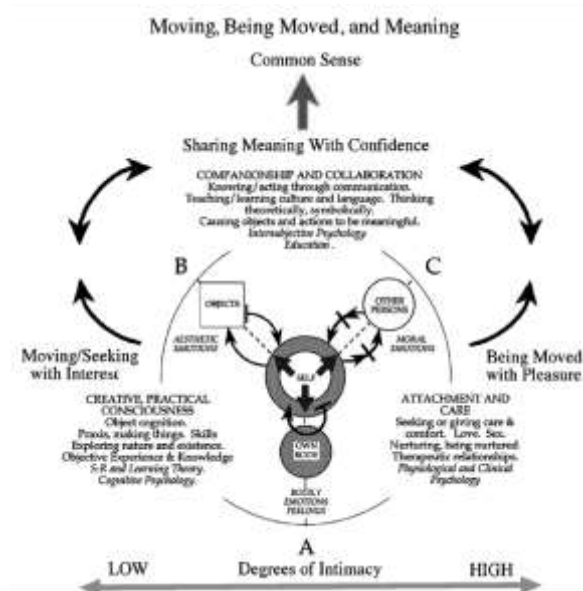 Moving, Being Moved, and Meaning
Common Sense
Sharing Meaning With Confidence
COMPANIONSHIP AND COLLABORATION
Knowing/acting through communication.
Teaching/learning culture and language. Thinking
theoretically, symbolically.
Causing objects and actions to be meaningful.
Intersubjective Psychology
Education.
B
C
OBJECTS
OTHER
PERSONS
AESTHETIC
EMOTIONS
MORAL
EMOTIONS
SELF
Moving/Seeking
with Interest
Being Moved
with Pleasure
CREATIVE, PRACTICAL
CONSCIOUSNESS
Object cognition.
Praxis, making things. Skills
Exploring nature and existence.
Objective Experience & Knowledge
S-R and Learning Theory.
Cognitive Psychology.
ATTACHMENT AND
CARE
Seeking or giving care &
comfort. Love. Sex.
Nurturing, being nurtured
Therapeutic relationships.
Physiological and Clinical
Psychology
OWN
BODY
BODILY
EMOTIONS
FEELINGS
A
LOW
Degrees of Intimacy
HIGH